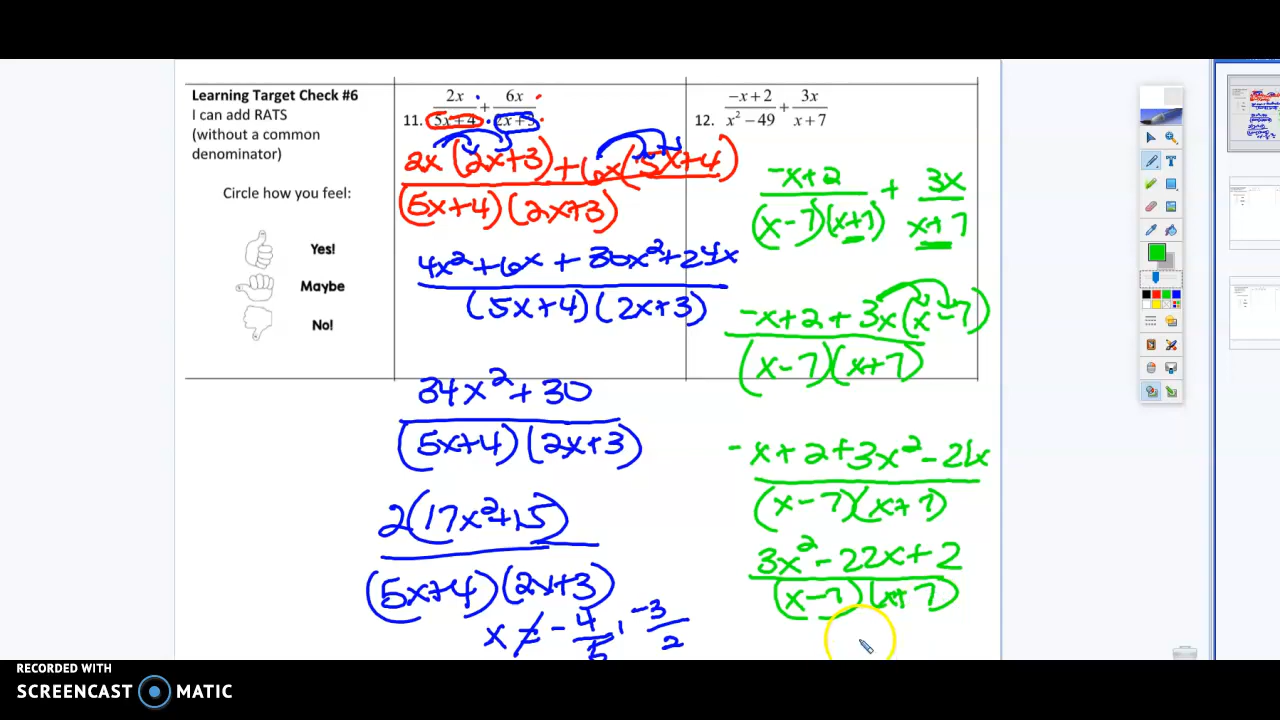 Learning Target Check #6
I can add RATS
(without a common
denominator)
Circle how you feel:
Yes!
Maybe
No!
11. 2x/5x+4 + 6x/2x+3
2x(2x+3)+6x(5x+4)
(5x+4)(2x+3)
4x²+6x+30x²+24x
(5x+4)(2x+3)
34x²+30
(5x+4)(2x+3)
2(17x²+15)
(5x+4)(2x+3)
x≠-4/5, -3/2
12. −x+2/x²−49 + 3x/x+7
-x+2/(x-7)(x+7) + 3x/x+7
-x+2+3x(x-7)
(x-7)(x+7)
-x+2+3x²-21x
(x-7)(x+7)
3x²-22x+2
(x-7)(x+7)
RECORDED WITH
SCREENCAST MATIC